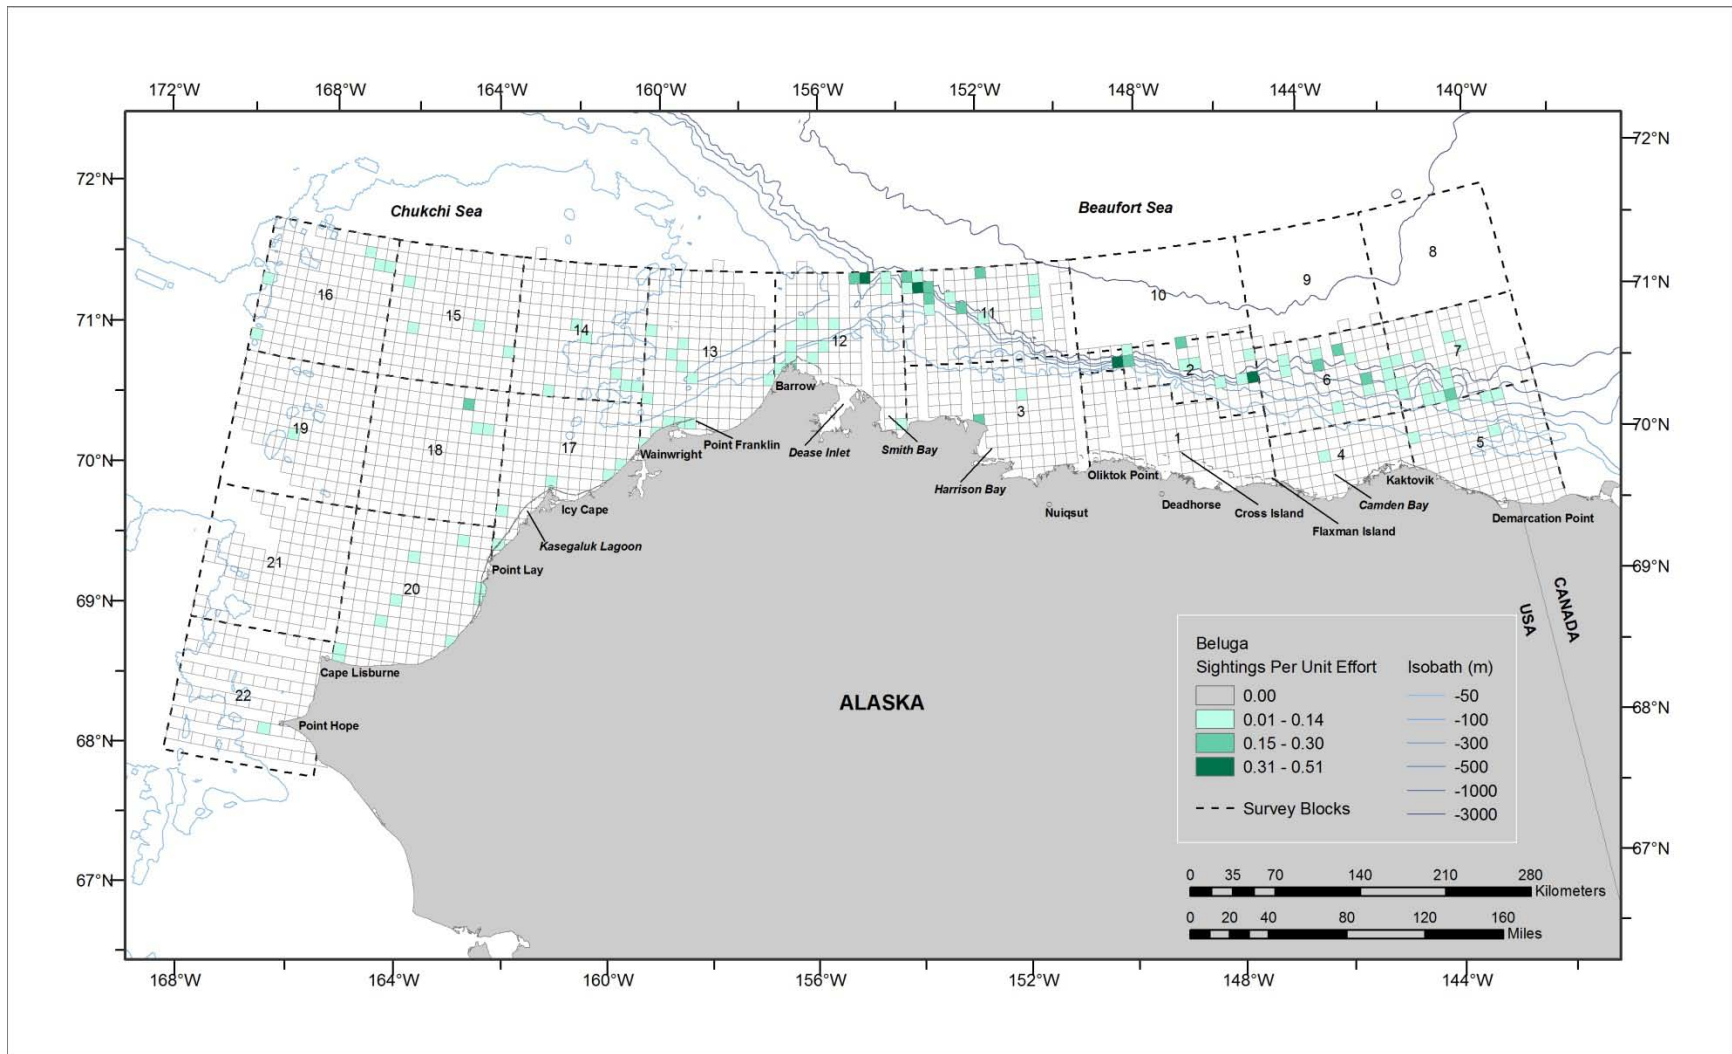 172°W 168°W 164°W 160°W 156°W 152°W 148°W 144°W 140°W
72°N
72°N
Chukchi Sea
Beaufort Sea
8
9
10
16
15
14
13
12
11
2
6
7
71°N
71°N
Barrow
3
1
4
5
19
18
17
70°N
70°N
Wainwright
Point Franklin
Dease Inlet
Smith Bay
Harrison Bay
Oliktok Point
Nuiqsut
Deadhorse
Cross Island
Flaxman Island
Camden Bay
Kaktovik
Demarcation Point
Icy Cape
Kasegaluk Lagoon
Point Lay
21
20
69°N
69°N
USA
CANADA
Cape Lisburne
22
Point Hope
68°N
68°N
ALASKA
67°N
67°N
Beluga
Sightings Per Unit Effort
0.00
0.01 - 0.14
0.15 - 0.30
0.31 - 0.51
Survey Blocks
Isobath (m)
-50
-100
-300
-500
-1000
-3000
0 35 70 140 210 280
Kilometers
0 20 40 80 120 160
Miles
168°W 164°W 160°W 156°W 152°W 148°W 144°W